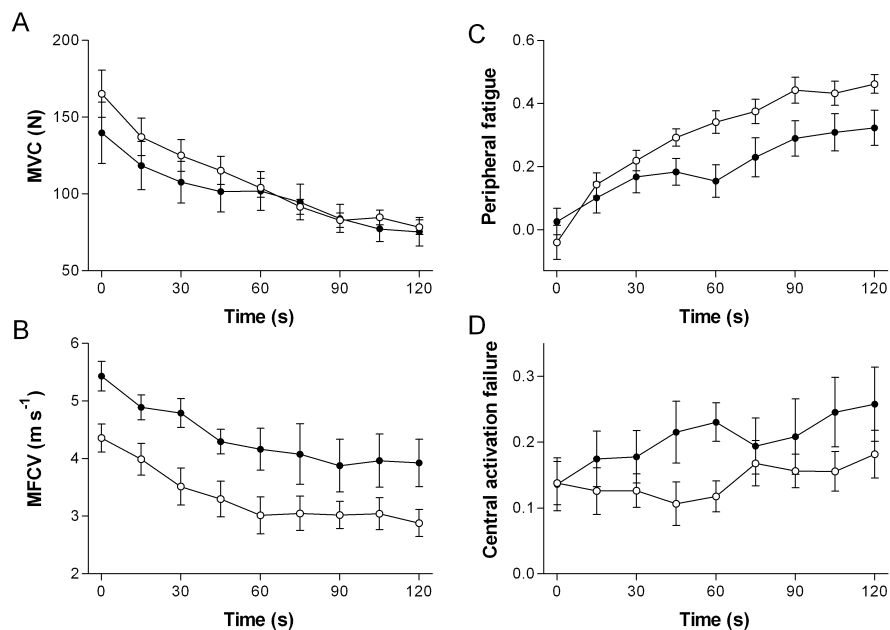 A
200
150
100
50
MVC (N)
0 30 60 90 120
Time (s)
B
5
4
3
2
MFCV (m s⁻¹)
0 30 60 90 120
Time (s)
C
0.6
0.4
0.2
0.0
Peripheral fatigue
0 30 60 90 120
Time (s)
D
0.3
0.2
0.1
0.0
Central activation failure
0 30 60 90 120
Time (s)